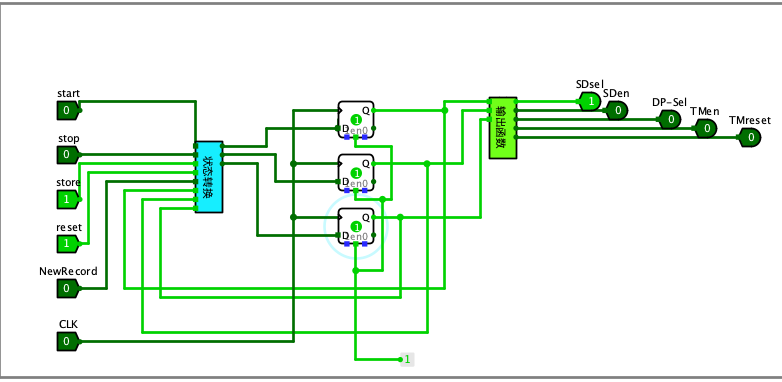 start
0
stop
0
store
1
reset
1
NewRecord
0
CLK
0
状态转换
Q
1
D en0
Q
1
D en0
Q
1
D en0
1
输出函数
SDsel
1
SDen
0
DP-Sel
0
TMen
0
TMreset
0